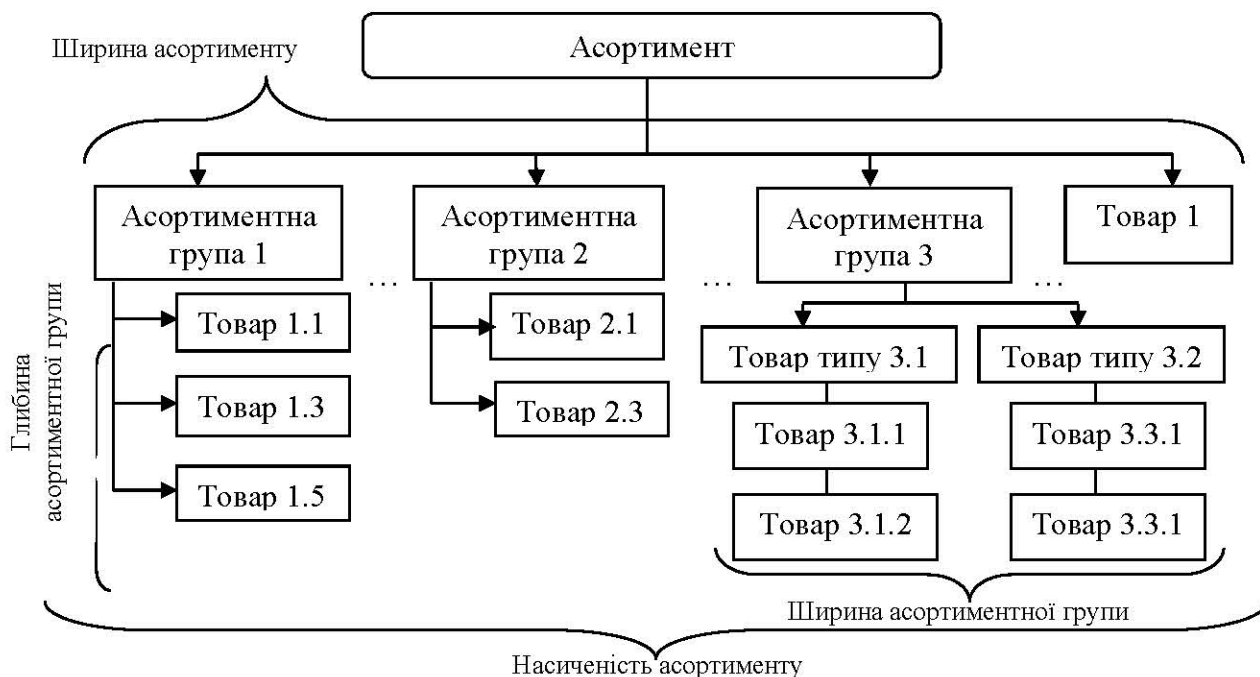 Ширина асортименту
Асортимент
Асортиментна
група 1
Асортиментна
група 2
Асортиментна
група 3
Товар 1
...
...
...
Товар 1.1
Товар 1.3
Товар 1.5
Товар 2.1
Товар 2.3
Товар типу 3.1
Товар типу 3.2
Товар 3.1.1
Товар 3.3.1
Товар 3.1.2
Товар 3.3.1
Глибина
асортиментної групи
Ширина асортиментної групи
Насиченість асортименту